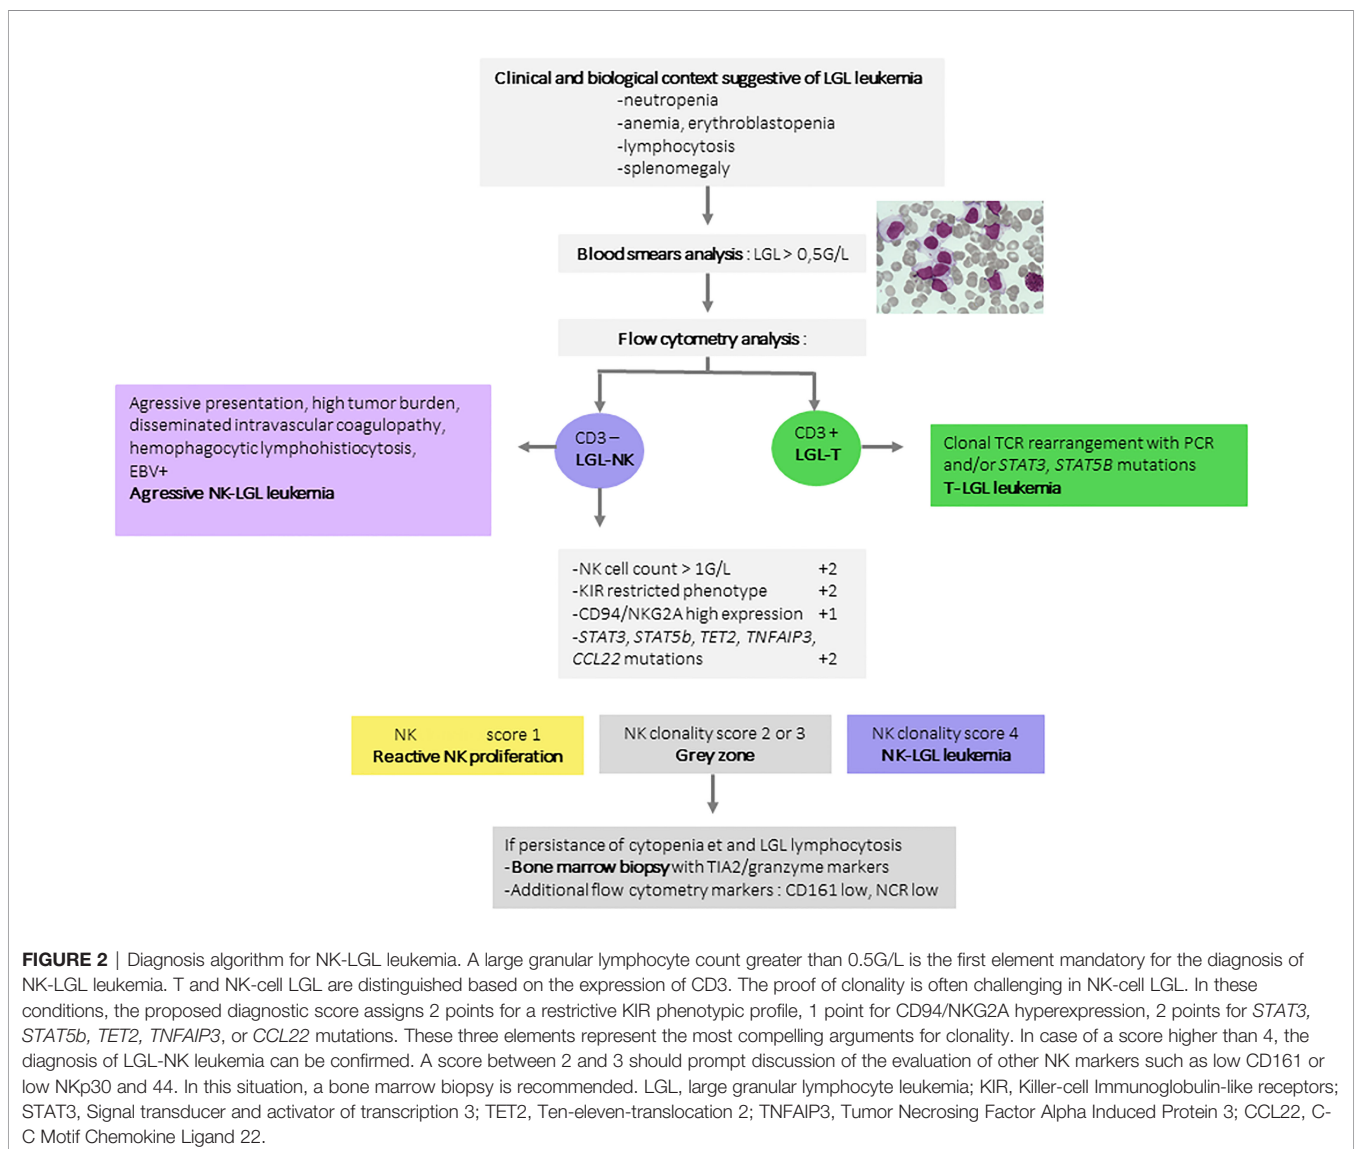 Clinical and biological context suggestive of LGL leukemia
-neutropenia
-anemia, erythroblastopenia
-lymphocytosis
-splenomegaly
Blood smears analysis : LGL > 0,5G/L
Flow cytometry analysis :
Agressive presentation, high tumor burden,
disseminated intravascular coagulopathy,
hemophagocytic lymphohistiocytosis,
EBV+
Agressive NK-LGL leukemia
CD3 –
LGL-NK
CD3 +
LGL-T
Clonal TCR rearrangement with PCR
and/or STAT3, STAT5B mutations
T-LGL leukemia
-NK cell count > 1G/L +2
-KIR restricted phenotype +2
-CD94/NKG2A high expression +1
-STAT3, STAT5b, TET2, TNFAIP3,
CCL22 mutations +2
NK score 1
Reactive NK proliferation
NK clonality score 2 or 3
Grey zone
NK clonality score 4
NK-LGL leukemia
If persistance of cytopenia et and LGL lymphocytosis
-Bone marrow biopsy with TIA2/granzyme markers
-Additional flow cytometry markers : CD161 low, NCR low
FIGURE 2 | Diagnosis algorithm for NK-LGL leukemia. A large granular lymphocyte count greater than 0.5G/L is the first element mandatory for the diagnosis of
NK-LGL leukemia. T and NK-cell LGL are distinguished based on the expression of CD3. The proof of clonality is often challenging in NK-cell LGL. In these
conditions, the proposed diagnostic score assigns 2 points for a restrictive KIR phenotypic profile, 1 point for CD94/NKG2A hyperexpression, 2 points for STAT3,
STAT5b, TET2, TNFAIP3, or CCL22 mutations. These three elements represent the most compelling arguments for clonality. In case of a score higher than 4, the
diagnosis of LGL-NK leukemia can be confirmed. A score between 2 and 3 should prompt discussion of the evaluation of other NK markers such as low CD161 or
low NKp30 and 44. In this situation, a bone marrow biopsy is recommended. LGL, large granular lymphocyte leukemia; KIR, Killer-cell Immunoglobulin-like receptors;
STAT3, Signal transducer and activator of transcription 3; TET2, Ten-eleven-translocation 2; TNFAIP3, Tumor Necrosing Factor Alpha Induced Protein 3; CCL22, C-
C Motif Chemokine Ligand 22.